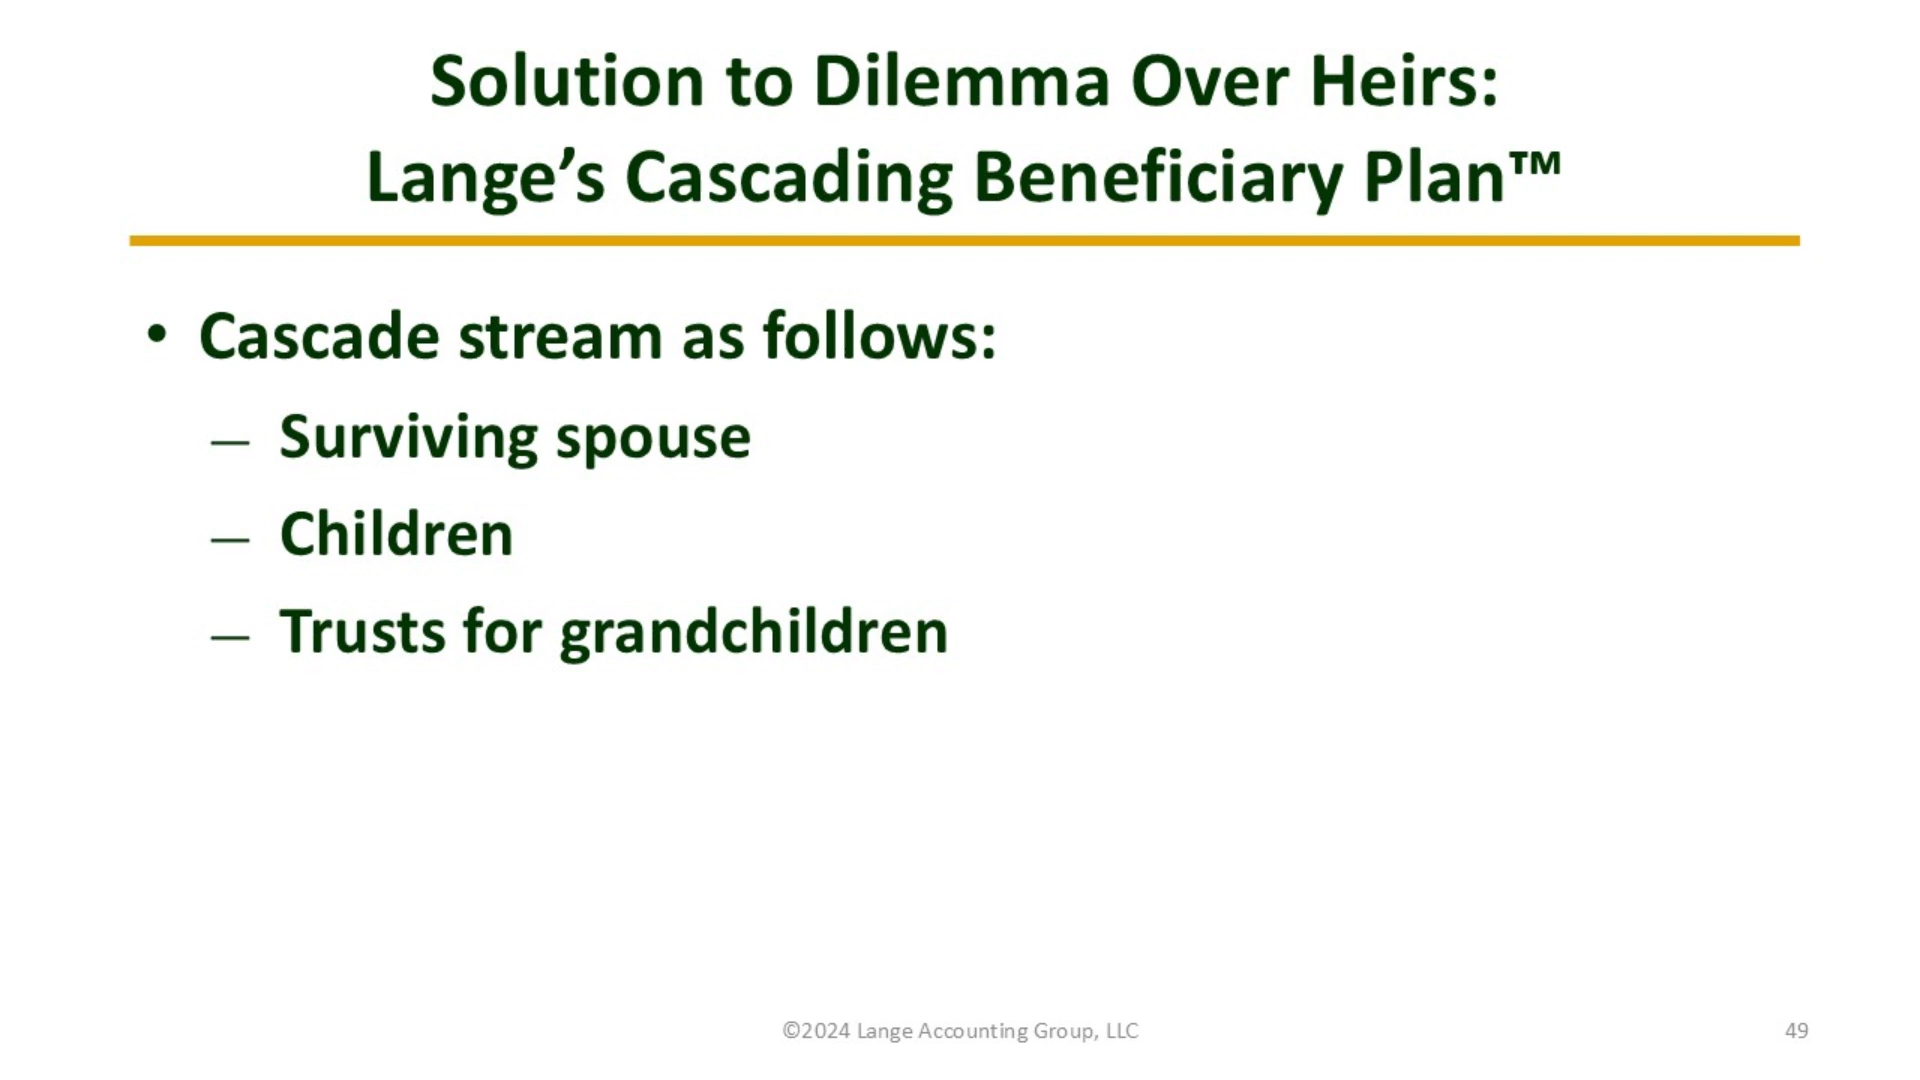 Solution to Dilemma Over Heirs:
Lange’s Cascading Beneficiary Plan™
• Cascade stream as follows:
— Surviving spouse
— Children
— Trusts for grandchildren
©2024 Lange Accounting Group, LLC
49